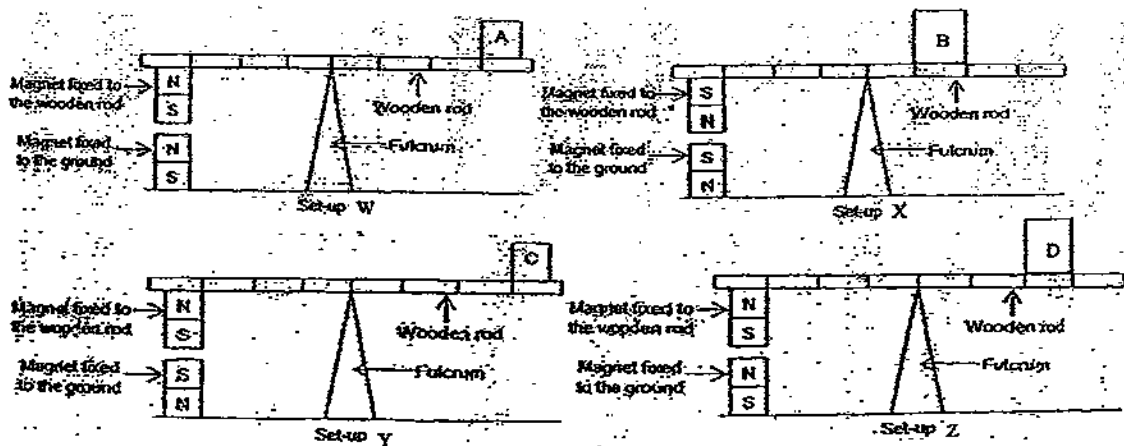 A
Magnet fixed to
the wooden rod
N
S
Wooden rod
Magnet fixed
to the ground
N
S
Fulcrum
Set-up W
B
Magnet fixed to
the wooden rod
S
N
Wooden rod
Magnet fixed
to the ground
S
N
Fulcrum
Set-up X
C
Magnet fixed to
the wooden rod
N
S
Wooden rod
Magnet fixed
to the ground
S
N
Fulcrum
Set-up Y
D
Magnet fixed to
the wooden rod
N
S
Wooden rod
Magnet fixed
to the ground
N
S
Fulcrum
Set-up Z